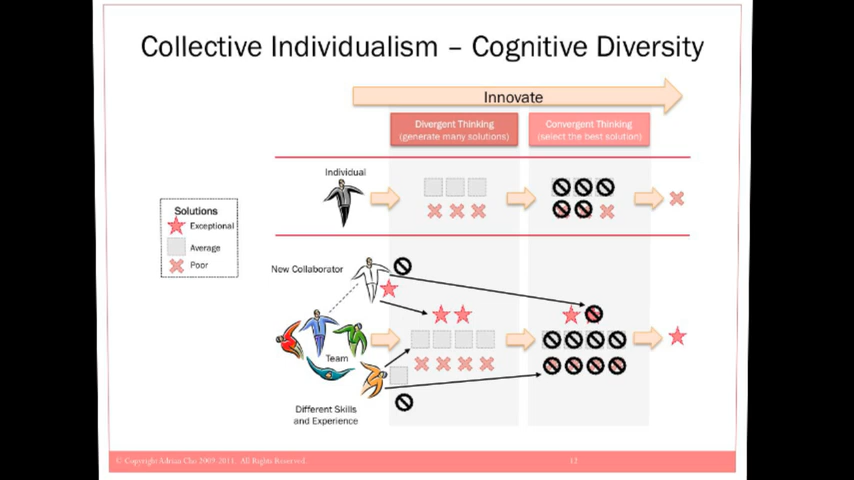 Collective Individualism – Cognitive Diversity
Innovate
Divergent Thinking
(generate many solutions)
Convergent Thinking
(select the best solution)
Individual
Solutions
Exceptional
Average
Poor
New Collaborator
Team
Different Skills
and Experience
© Copyright Adrian Cho 2009-2011. All Rights Reserved.
12